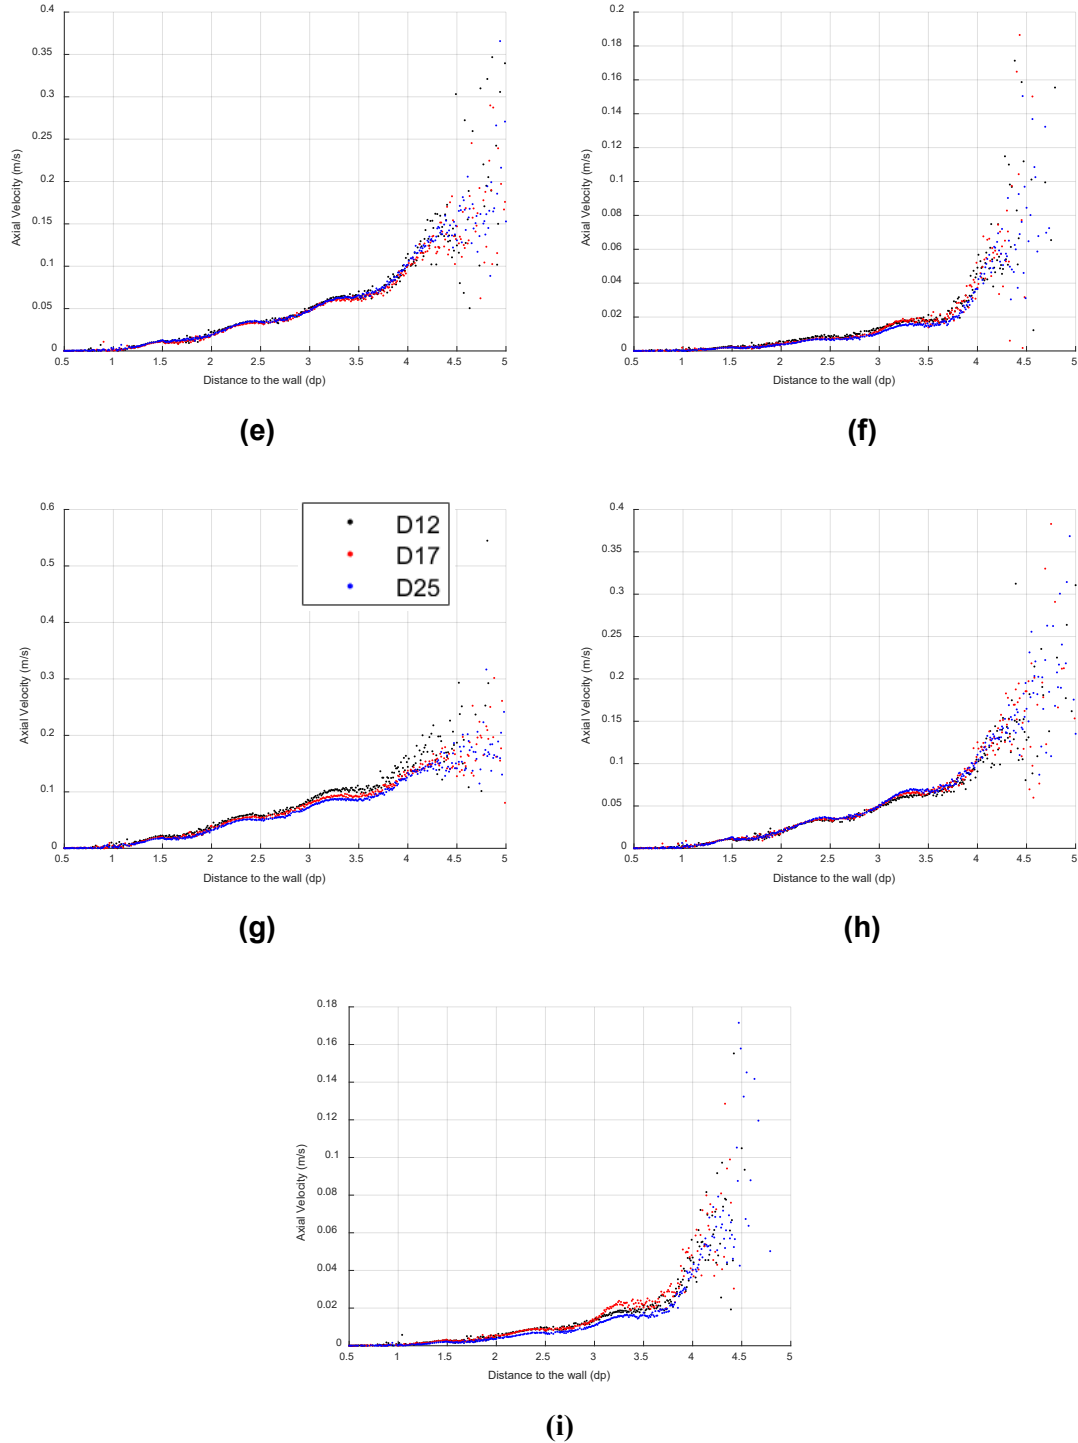 0.4
0.35
0.3
0.25
0.2
0.15
0.1
0.05
0
Axial Velocity (m/s)
0.5 1 1.5 2 2.5 3 3.5 4 4.5 5
Distance to the wall (dp)
(e)
0.2
0.18
0.16
0.14
0.12
0.1
0.08
0.06
0.04
0.02
0
Axial Velocity (m/s)
0.5 1 1.5 2 2.5 3 3.5 4 4.5 5
Distance to the wall (dp)
(f)
0.6
0.5
0.4
0.3
0.2
0.1
0
Axial Velocity (m/s)
D12
D17
D25
0.5 1 1.5 2 2.5 3 3.5 4 4.5 5
Distance to the wall (dp)
(g)
0.4
0.35
0.3
0.25
0.2
0.15
0.1
0.05
0
Axial Velocity (m/s)
0.5 1 1.5 2 2.5 3 3.5 4 4.5 5
Distance to the wall (dp)
(h)
0.18
0.16
0.14
0.12
0.1
0.08
0.06
0.04
0.02
0
Axial Velocity (m/s)
0.5 1 1.5 2 2.5 3 3.5 4 4.5 5
Distance to the wall (dp)
(i)